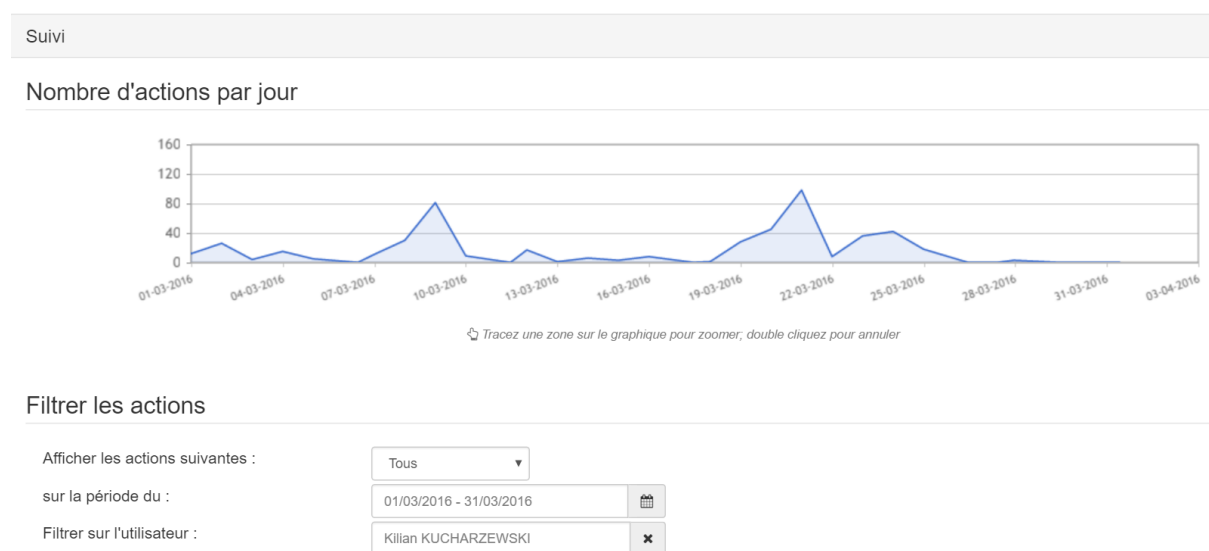 Suivi
Nombre d'actions par jour
160
120
80
40
0
01-03-2016 04-03-2016 07-03-2016 10-03-2016 13-03-2016 16-03-2016 19-03-2016 22-03-2016 25-03-2016 28-03-2016 31-03-2016 03-04-2016
Tracez une zone sur le graphique pour zoomer; double cliquez pour annuler
Filtrer les actions
Afficher les actions suivantes : Tous
sur la période du : 01/03/2016 - 31/03/2016
Filtrer sur l'utilisateur : Kilian KUCHARZEWSKI